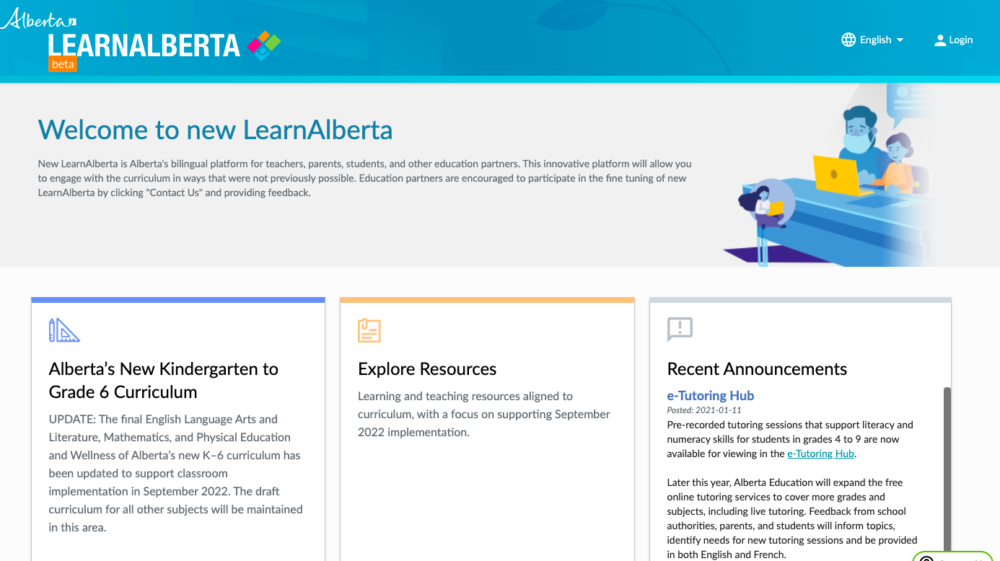 Alberta
LEARNALBERTA
beta
English
Login
Welcome to new LearnAlberta
New LearnAlberta is Alberta's bilingual platform for teachers, parents, students, and other education partners. This innovative platform will allow you
to engage with the curriculum in ways that were not previously possible. Education partners are encouraged to participate in the fine tuning of new
LearnAlberta by clicking "Contact Us" and providing feedback.
Alberta’s New Kindergarten to
Grade 6 Curriculum
UPDATE: The final English Language Arts and
Literature, Mathematics, and Physical Education
and Wellness of Alberta’s new K–6 curriculum has
been updated to support classroom
implementation in September 2022. The draft
curriculum for all other subjects will be maintained
in this area.
Explore Resources
Learning and teaching resources aligned to
curriculum, with a focus on supporting September
2022 implementation.
Recent Announcements
e-Tutoring Hub
Posted: 2021-01-11
Pre-recorded tutoring sessions that support literacy and
numeracy skills for students in grades 4 to 9 are now
available for viewing in the e-Tutoring Hub.
Later this year, Alberta Education will expand the free
online tutoring services to cover more grades and
subjects, including live tutoring. Feedback from school
authorities, parents, and students will inform topics,
identify needs for new tutoring sessions and be provided
in both English and French.